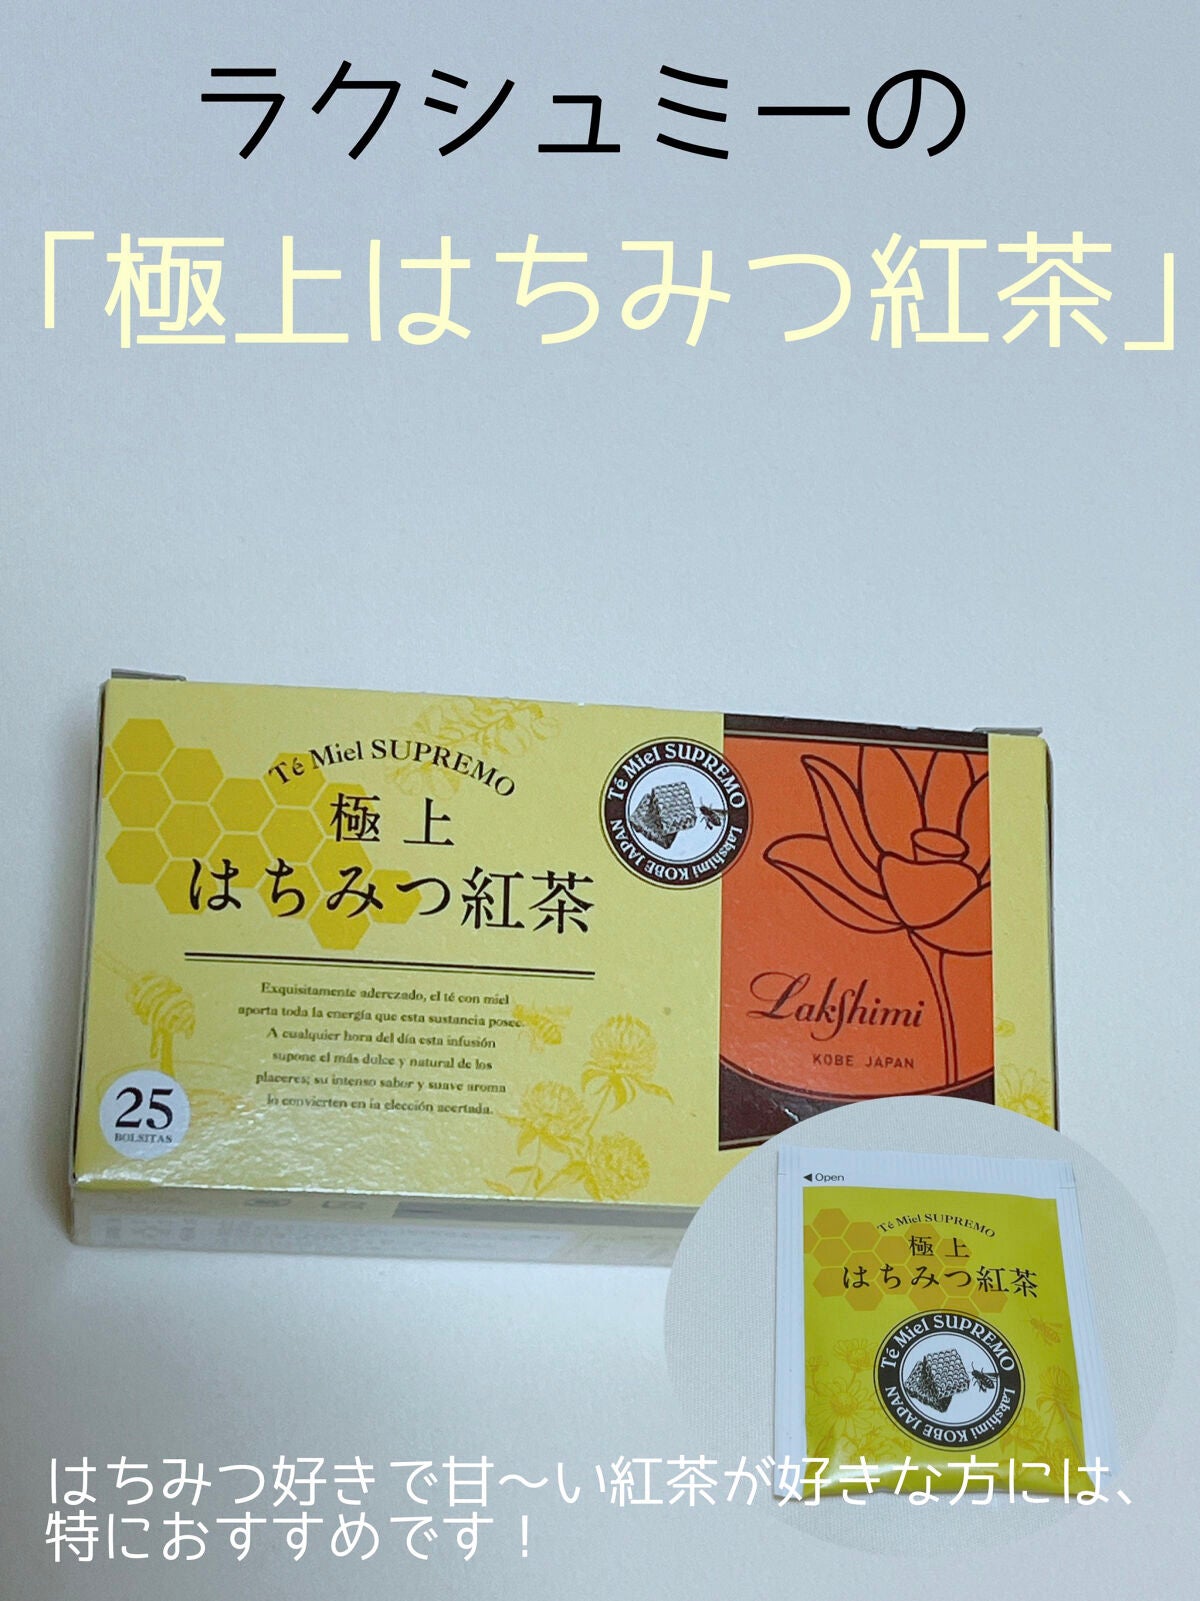 ラクシュミーの
「極上はちみつ紅茶」
Té Miel SUPREMO
極上
はちみつ紅茶
Exquisitamente aderezado, el té con miel
aporta toda la energía que esta sustancia posee.
A cualquier hora del día esta infusión
supone el más dulce y natural de los
placeres; su intenso sabor y suave aroma
lo convierten en la elección acertada.
25
BOLSITAS
Té Miel SUPREMO
Lakshimi KOBE JAPAN
Lakshimi
KOBE JAPAN
◀ Open
Té Miel SUPREMO
極上
はちみつ紅茶
Té Miel SUPREMO
Lakshimi KOBE JAPAN
はちみつ好きで甘〜い紅茶が好きな方には、
特におすすめです！